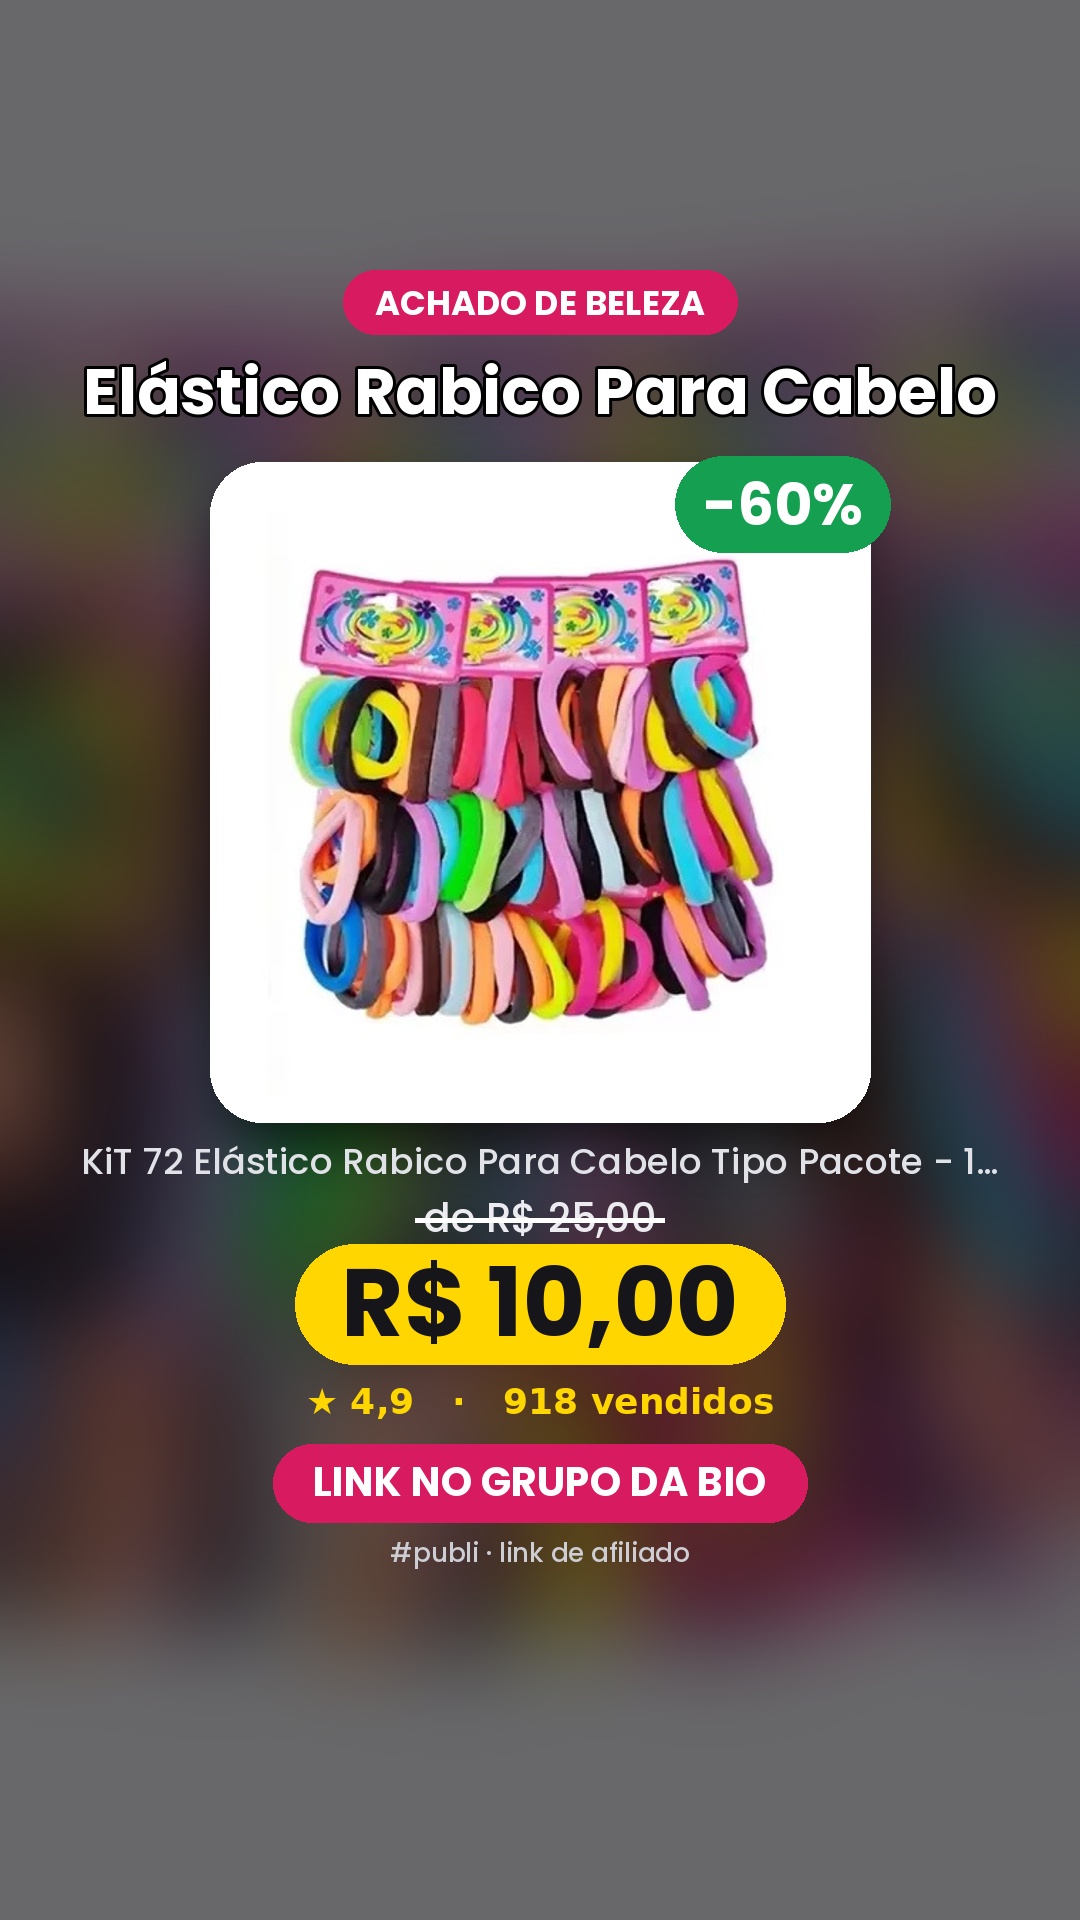 ACHADO DE BELEZA
Elástico Rabico Para Cabelo
-60%
KiT 72 Elástico Rabico Para Cabelo Tipo Pacote - 1...
de R$ 25,00
R$ 10,00
★ 4,9 · 918 vendidos
LINK NO GRUPO DA BIO
#publi · link de afiliado